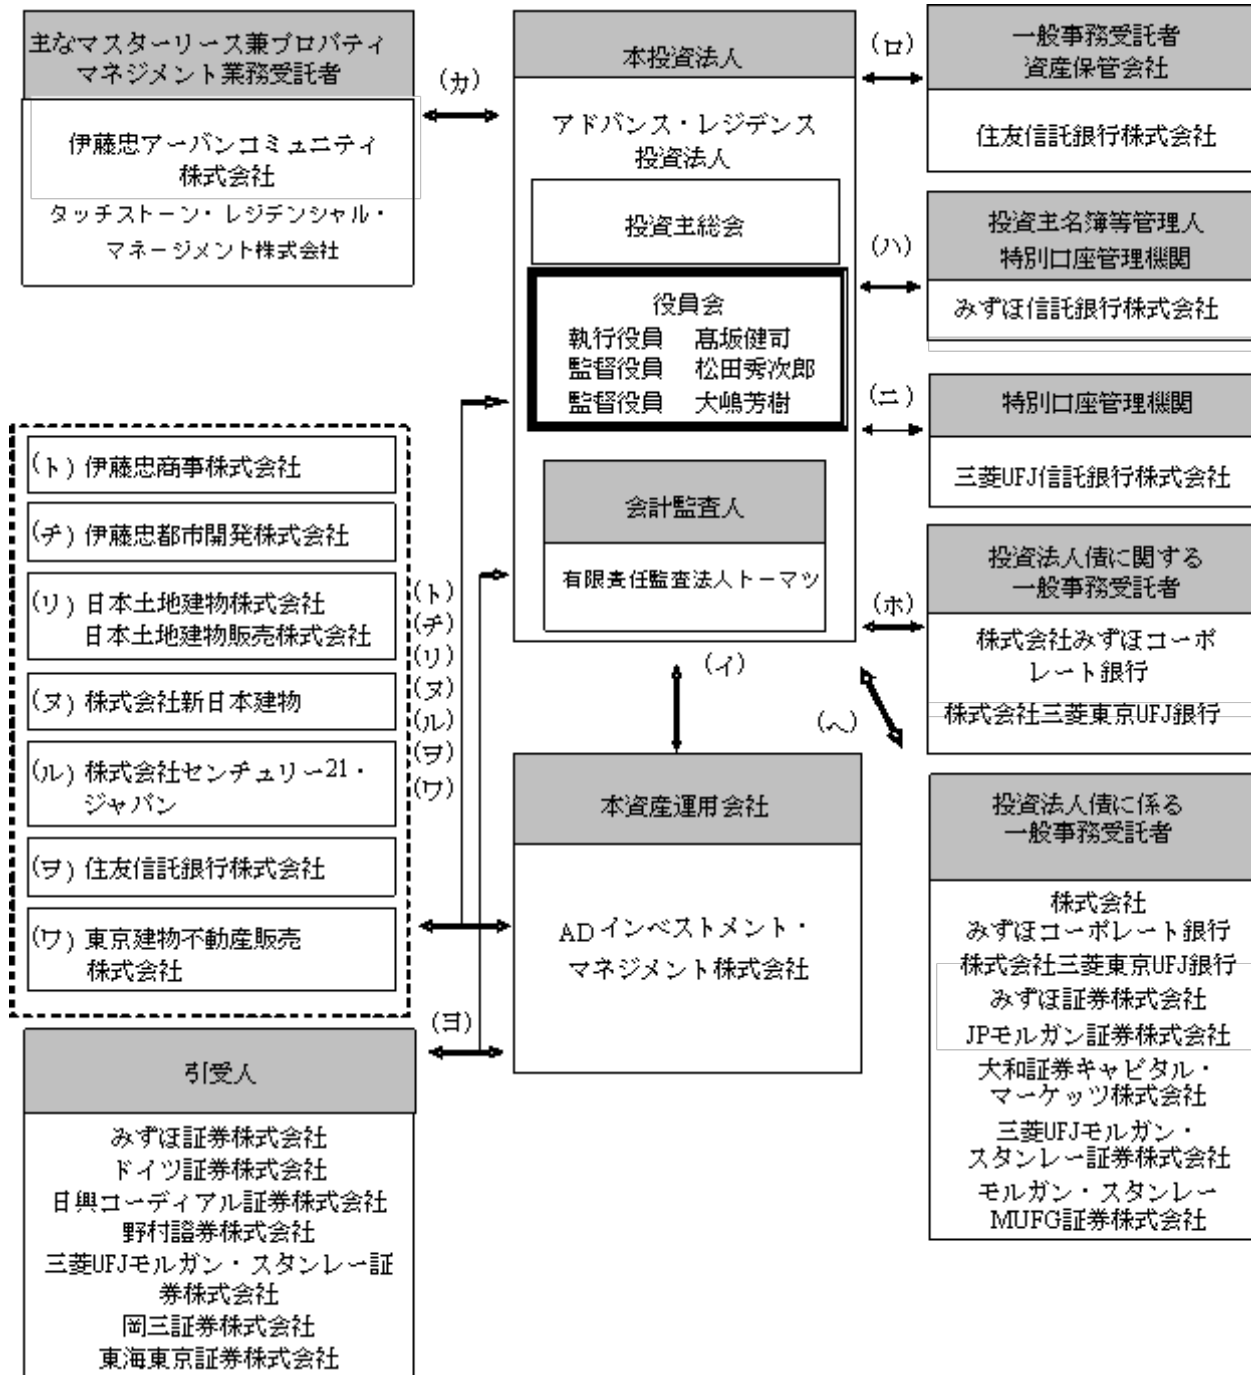 主なマスターリース兼プロパティ
マネジメント業務受託者
伊藤忠アーバンコミュニティ
株式会社
タッチストーン・レジデンシャル・
マネージメント株式会社
(カ)
本投資法人
アドバンス・レジデンス
投資法人
投資主総会
役員会
執行役員 髙坂健司
監督役員 松田秀次郎
監督役員 大嶋芳樹
会計監査人
有限責任監査法人トーマツ
(ロ)
一般事務受託者
資産保管会社
住友信託銀行株式会社
(ハ)
投資主名簿等管理人
特別口座管理機関
みずほ信託銀行株式会社
(ニ)
特別口座管理機関
三菱UFJ信託銀行株式会社
(ホ)
投資法人債に関する
一般事務受託者
株式会社みずほコーポ
レート銀行
株式会社三菱東京UFJ銀行
(ト) 伊藤忠商事株式会社
(チ) 伊藤忠都市開発株式会社
(リ) 日本土地建物株式会社
日本土地建物販売株式会社
(ヌ) 株式会社新日本建物
(ル) 株式会社センチュリー21・
ジャパン
(ヲ) 住友信託銀行株式会社
(ワ) 東京建物不動産販売
株式会社
(ト)
(チ)
(リ)
(ヌ)
(ル)
(ヲ)
(ワ)
(イ)
(ヘ)
本資産運用会社
ADインベストメント・
マネジメント株式会社
投資法人債に係る
一般事務受託者
株式会社
みずほコーポレート銀行
株式会社三菱東京UFJ銀行
みずほ証券株式会社
JPモルガン証券株式会社
大和証券キャピタル・
マーケッツ株式会社
三菱UFJモルガン・
スタンレー証券株式会社
モルガン・スタンレー
MUFG証券株式会社
(ヨ)
引受人
みずほ証券株式会社
ドイツ証券株式会社
日興コーディアル証券株式会社
野村證券株式会社
三菱UFJモルガン・スタンレー証
券株式会社
岡三証券株式会社
東海東京証券株式会社